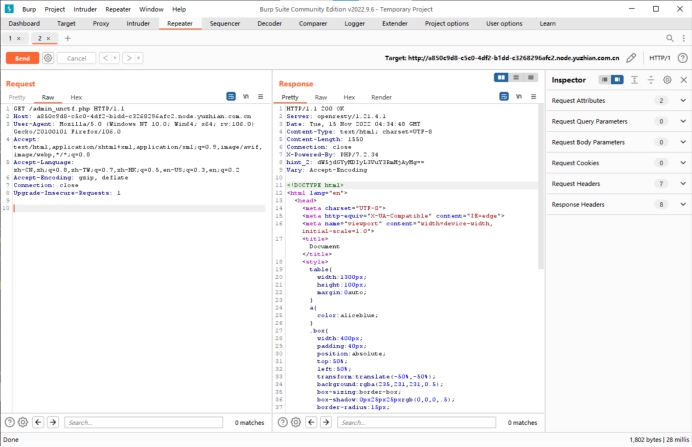 Burp Project Intruder Repeater Window Help Burp Suite Community Edition v2022.9.6 - Temporary Project
Dashboard Target Proxy Intruder Repeater Sequencer Decoder Comparer Logger Extender Project options User options Learn
1 × 2 × +
Send Cancel < > Target: http://a850c9d8-c5c0-4df2-b1dd-c3268296afc2.node.yuzhian.com.cn HTTP/1
Request
Pretty Raw Hex
1 GET /admin_unctf.php HTTP/1.1
2 Host: a850c9d8-c5c0-4df2-b1dd-c3268296afc2.node.yuzhian.com.cn
3 User-Agent: Mozilla/5.0 (Windows NT 10.0; Win64; x64; rv:106.0)
Gecko/20100101 Firefox/106.0
4 Accept:
text/html,application/xhtml+xml,application/xml;q=0.9,image/avif,
image/webp,*/*;q=0.8
5 Accept-Language:
zh-CN,zh;q=0.8,zh-TW;q=0.7,zh-HK;q=0.5,en-US;q=0.3,en;q=0.2
6 Accept-Encoding: gzip, deflate
7 Connection: close
8 Upgrade-Insecure-Requests: 1
9
10
Search... 0 matches
Response
Pretty Raw Hex Render
1 HTTP/1.1 200 OK
2 Server: openresty/1.21.4.1
3 Date: Tue, 15 Nov 2022 04:34:48 GMT
4 Content-Type: text/html; charset=UTF-8
5 Content-Length: 1550
6 Connection: close
7 X-Powered-By: PHP/7.2.34
8 hint_2:
9 Vary: Accept-Encoding
10
11 <!DOCTYPE html>
12 <html lang="en">
13 <head>
14 <meta charset="UTF-8">
15 <meta http-equiv="X-UA-Compatible" content="IE=edge">
16 <meta name="viewport" content="width=device-width,
initial-scale=1.0">
17 <title>
Document
</title>
18 <style>
19 table{
20 width:1300px;
21 height:100px;
22 margin:0auto;
23 }
24 a{
25 color:aliceblue;
26 }
27 .box{
28 width:400px;
29 padding:40px;
30 position:absolute;
31 top:50%;
32 left:50%;
33 transform:translate(-50%,-50%);
34 background:rgba(235,231,231,0.5);
35 box-sizing:border-box;
36 box-shadow:0px25px25pxrgb(0,0,0,.5);
37 border-radius:15px;
Search... 0 matches
Inspector
Request Attributes 2
Request Query Parameters 0
Request Body Parameters 0
Request Cookies 0
Request Headers 7
Response Headers 8
Done 1,802 bytes | 28 millis